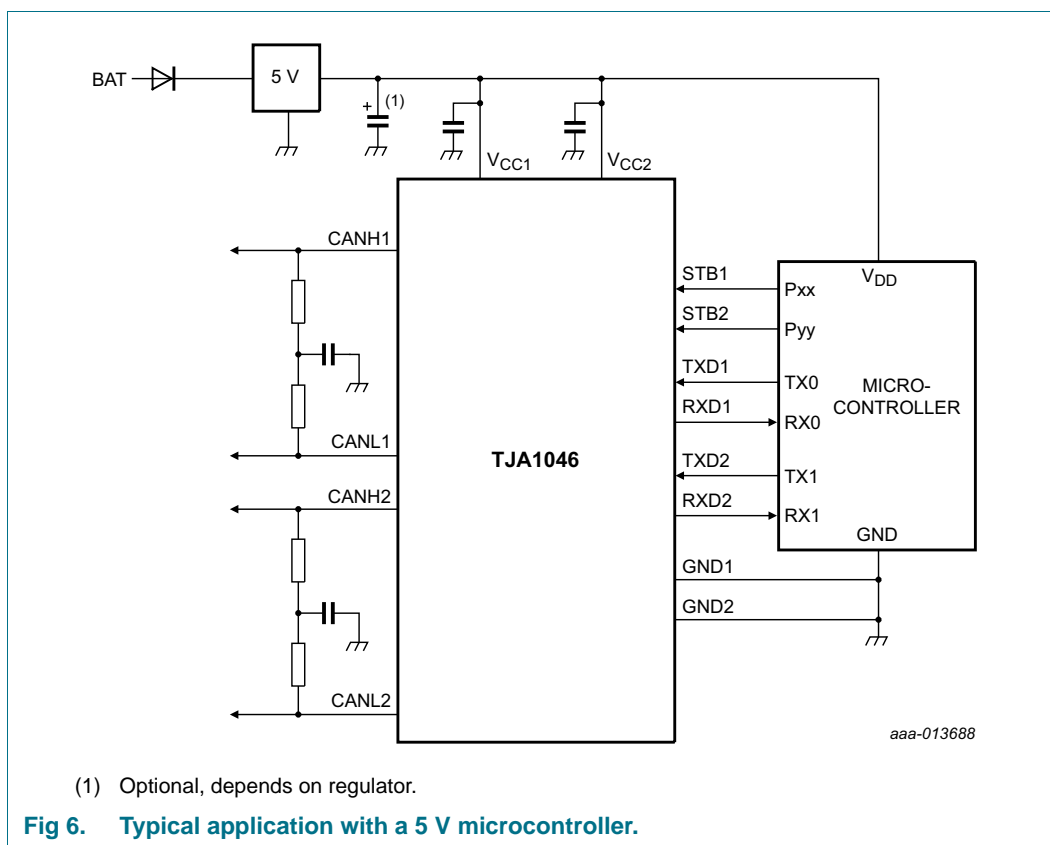 BAT
5 V
+
(1)
VCC1
VCC2
CANH1
CANL1
CANH2
CANL2
TJA1046
STB1
STB2
TXD1
RXD1
TXD2
RXD2
GND1
GND2
VDD
Pxx
Pyy
TX0
RX0
TX1
RX1
MICRO-
CONTROLLER
GND
aaa-013688
(1) Optional, depends on regulator.
Fig 6. Typical application with a 5 V microcontroller.